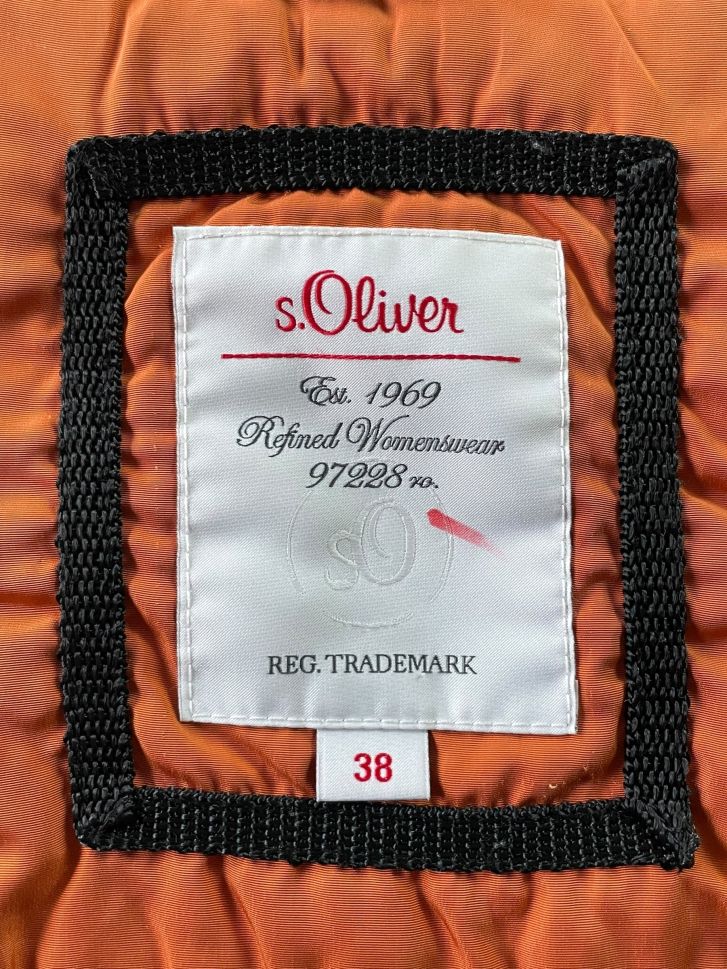 s.Oliver
Est. 1969
Refined Womenswear
97228 ro.
sO
REG. TRADEMARK
38